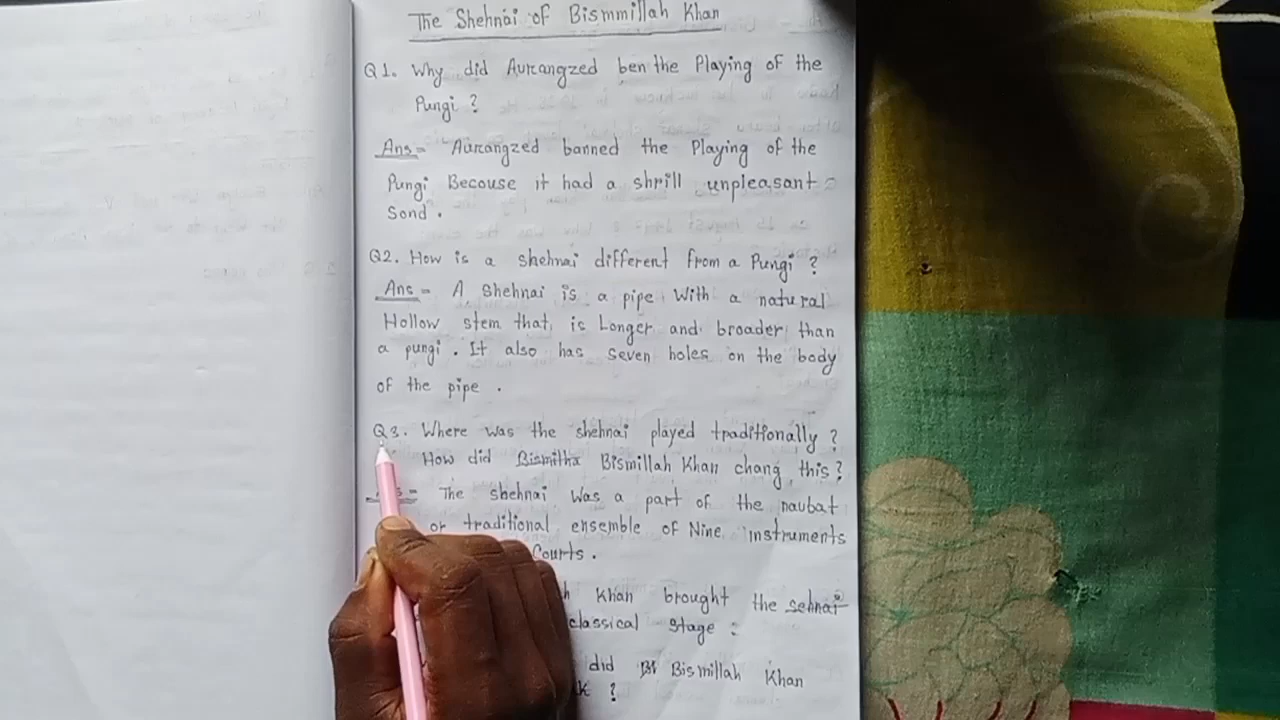 The Shehnai of Bismmillah Khan
Q1. Why did Aurangzed ben the Playing of the
Pungi ?
Ans = Aurangzed banned the Playing of the
Pungi Becouse it had a shrill unpleasant
Sond .
Q2. How is a shehnai different from a Pungi ?
Ans = A shehnai is a pipe With a natural
Hollow stem that is Longer and broader than
a pungi . It also has seven holes on the body
of the pipe .
Q3. Where was the shehnai played traditionally ?
How did Bismitha Bismillah Khan chang this ?
The shehnai Was a part of the naubat
or traditional ensemble of Nine instruments
Courts .
Khan brought the sehnai
classical Stage :
did Bi Bismillah Khan
?